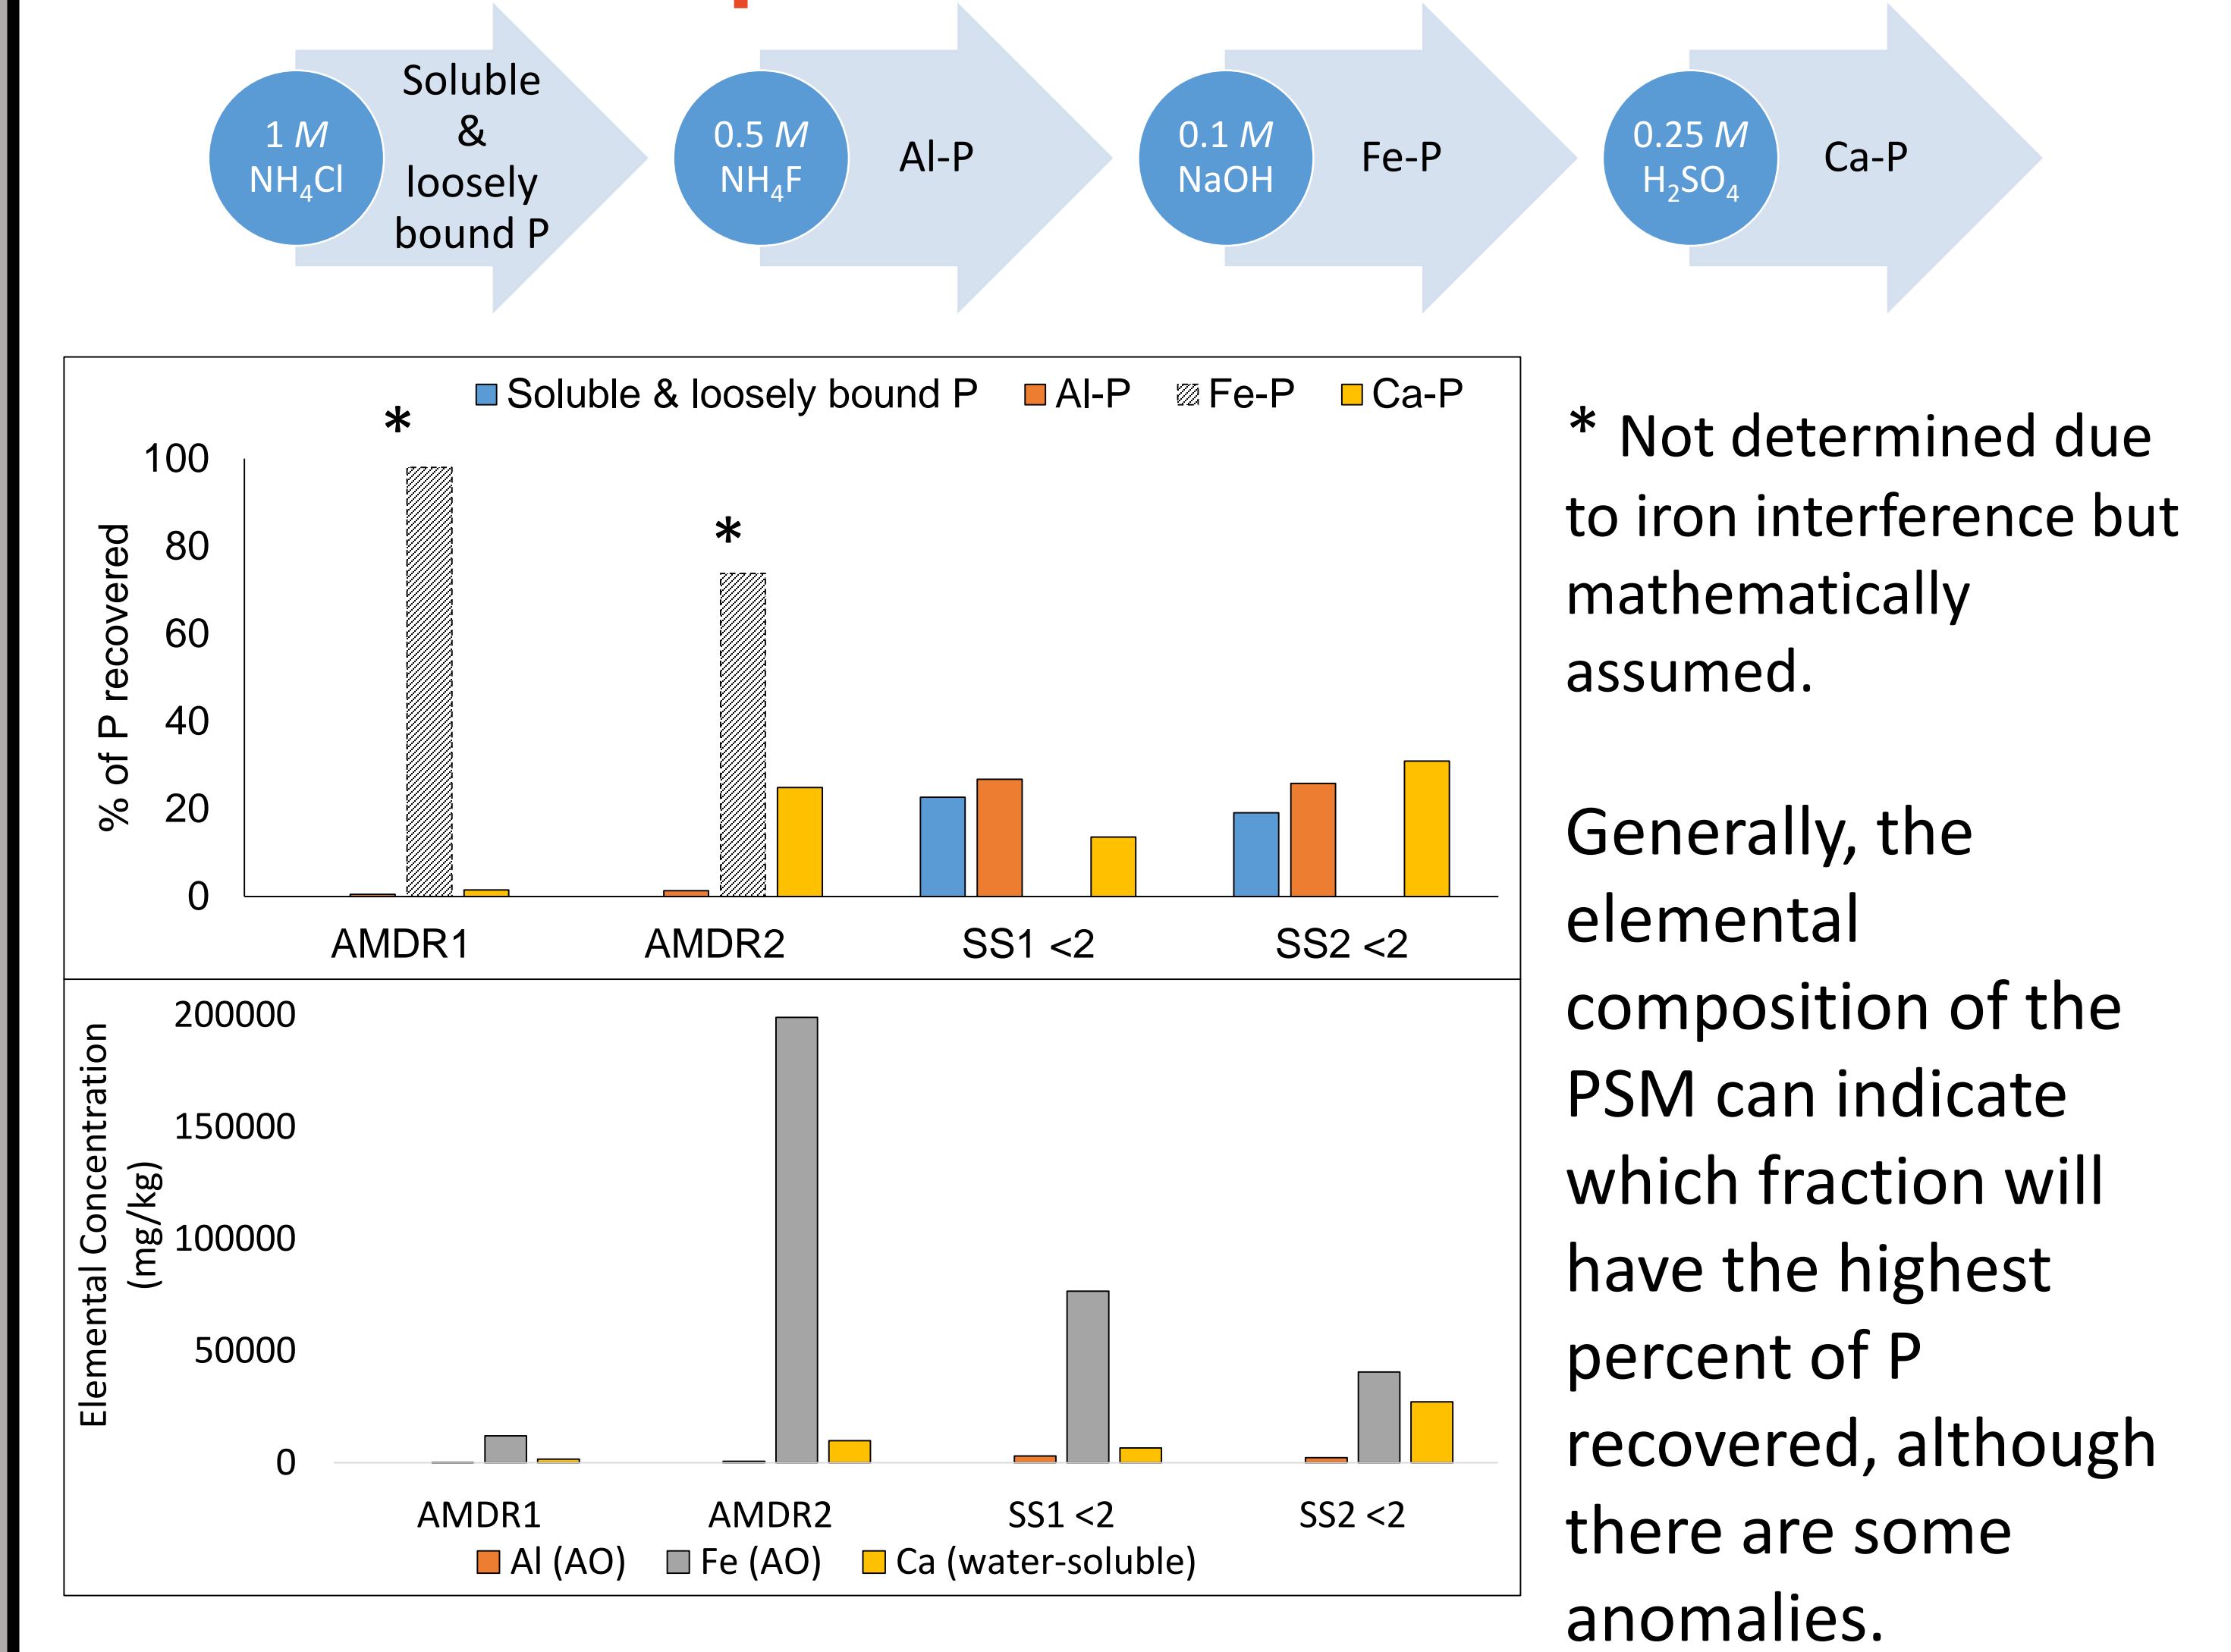 1 M
NH₄Cl
Soluble
&
loosely
bound P
0.5 M
NH₄F
Al-P
0.1 M
NaOH
Fe-P
0.25 M
H₂SO₄
Ca-P
Soluble & loosely bound P Al-P Fe-P Ca-P
*
*
% of P recovered
100
80
60
40
20
0
AMDR1 AMDR2 SS1 <2 SS2 <2
Elemental Concentration
(mg/kg)
200000
150000
100000
50000
0
AMDR1 AMDR2 SS1 <2 SS2 <2
Al (AO) Fe (AO) Ca (water-soluble)
* Not determined due
to iron interference but
mathematically
assumed.
Generally, the
elemental
composition of the
PSM can indicate
which fraction will
have the highest
percent of P
recovered, although
there are some
anomalies.